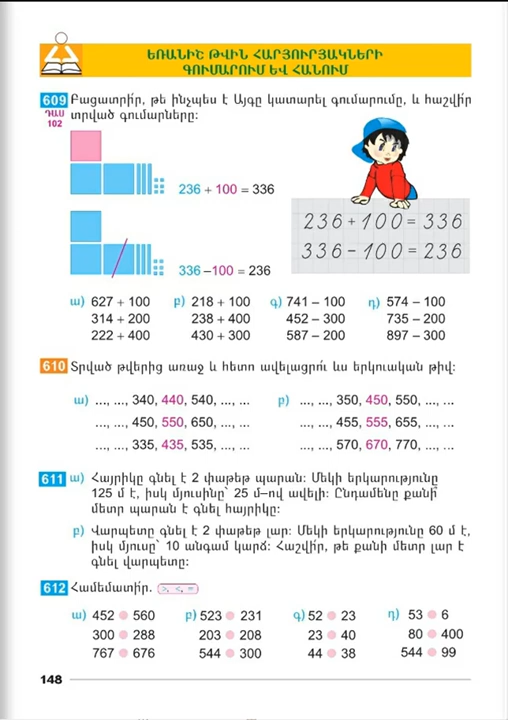 ԵՌԱՆԻՇ ԹՎԻՆ ՀԱՐՅՈՒՐՅԱԿՆԵՐԻ
ԳՈՒՄԱՐՈՒՄ ԵՎ ՀԱՆՈՒՄ
609 Բացատրի՛ր, թե ինչպես է Այգը կատարել գումարումը, և հաշվի՛ր
ԴԱՍ 102 տրված գումարները:
236 + 100 = 336
336 –100 = 236
236 + 100 = 336
336 – 100 = 236
ա) 627 + 100 բ) 218 + 100 գ) 741 – 100 դ) 574 – 100
314 + 200 238 + 400 452 – 300 735 – 200
222 + 400 430 + 300 587 – 200 897 – 300
610 Տրված թվերից առաջ և հետո ավելացրո՛ւ ևս երկուական թիվ:
ա) ..., ..., 340, 440, 540, ..., ... բ) ..., ..., 350, 450, 550, ..., ...
..., ..., 450, 550, 650, ..., ... ..., ..., 455, 555, 655, ..., ...
..., ..., 335, 435, 535, ..., ... ..., ..., 570, 670, 770, ..., ...
611 ա) Հայրիկը գնել է 2 փաթեթ պարան: Մեկի երկարությունը
125 մ է, իսկ մյուսինը՝ 25 մ–ով ավելի: Ընդամենը քանի՞
մետր պարան է գնել հայրիկը:
բ) Վարպետը գնել է 2 փաթեթ լար: Մեկի երկարությունը 60 մ է,
իսկ մյուսը՝ 10 անգամ կարճ: Հաշվի՛ր, թե քանի մետր լար է
գնել վարպետը:
612 Համեմատի՛ր. >, <, =
ա) 452 560 բ) 523 231 գ) 52 23 դ) 53 6
300 288 203 208 23 40 80 400
767 676 544 300 44 38 544 99
148